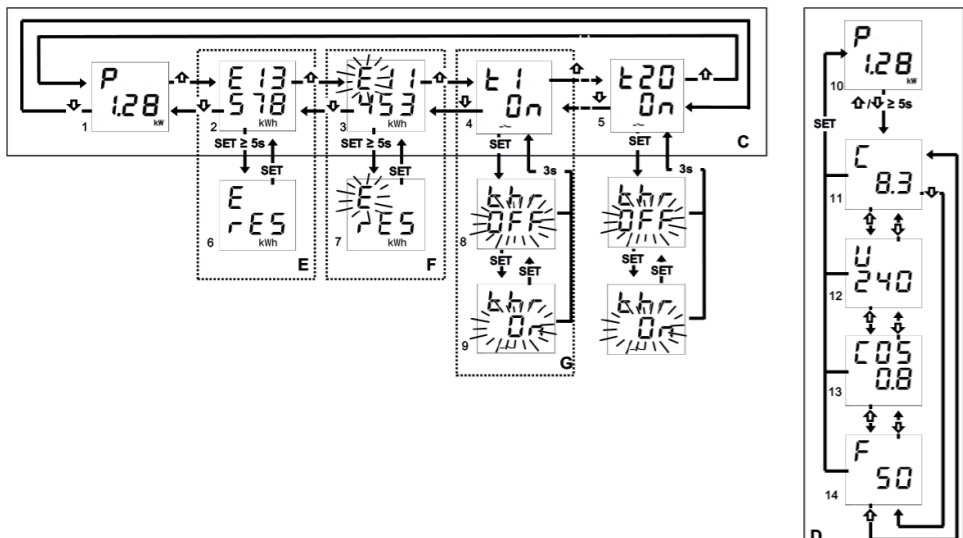 P
1.28
kW
1
E13
578
kWh
2
E 11
453
kWh
3
t1
On
4
t20
On
5
SET ≥ 5s
SET
SET ≥ 5s
SET
SET
3s
SET
3s
C
E
rES
kWh
6
E
E
rES
kWh
7
F
thr
OFF
8
SET
SET
thr
On
9
G
thr
OFF
SET
SET
thr
On
P
1.28
kW
10
⇧/⇩ ≥ 5s
SET
C
8.3
11
U
240
12
COS
0.8
13
F
50
14
D